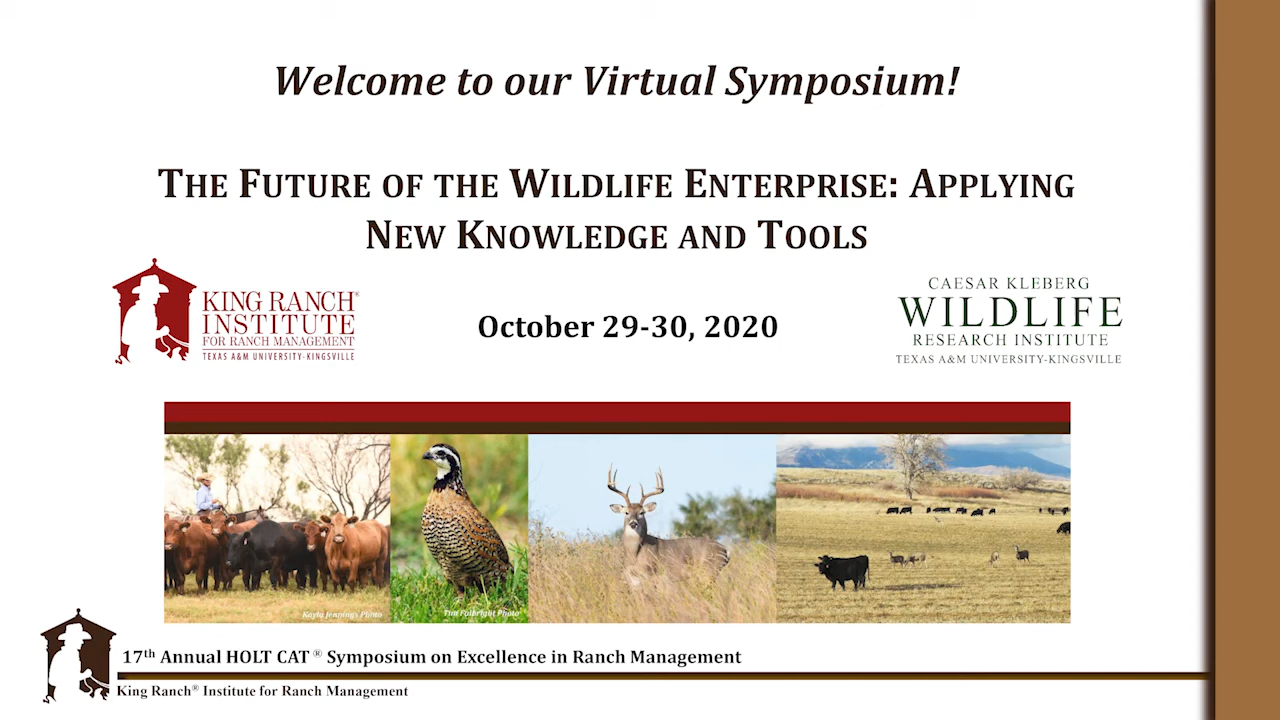 Welcome to our Virtual Symposium!
THE FUTURE OF THE WILDLIFE ENTERPRISE: APPLYING
NEW KNOWLEDGE AND TOOLS
KING RANCH®
INSTITUTE
FOR RANCH MANAGEMENT
TEXAS A&M UNIVERSITY-KINGSVILLE
October 29-30, 2020
CAESAR KLEBERG
WILDLIFE
RESEARCH INSTITUTE
TEXAS A&M UNIVERSITY-KINGSVILLE
Kayla Jennings Photo
Tim Fulbright Photo
17th Annual HOLT CAT ® Symposium on Excellence in Ranch Management
King Ranch® Institute for Ranch Management